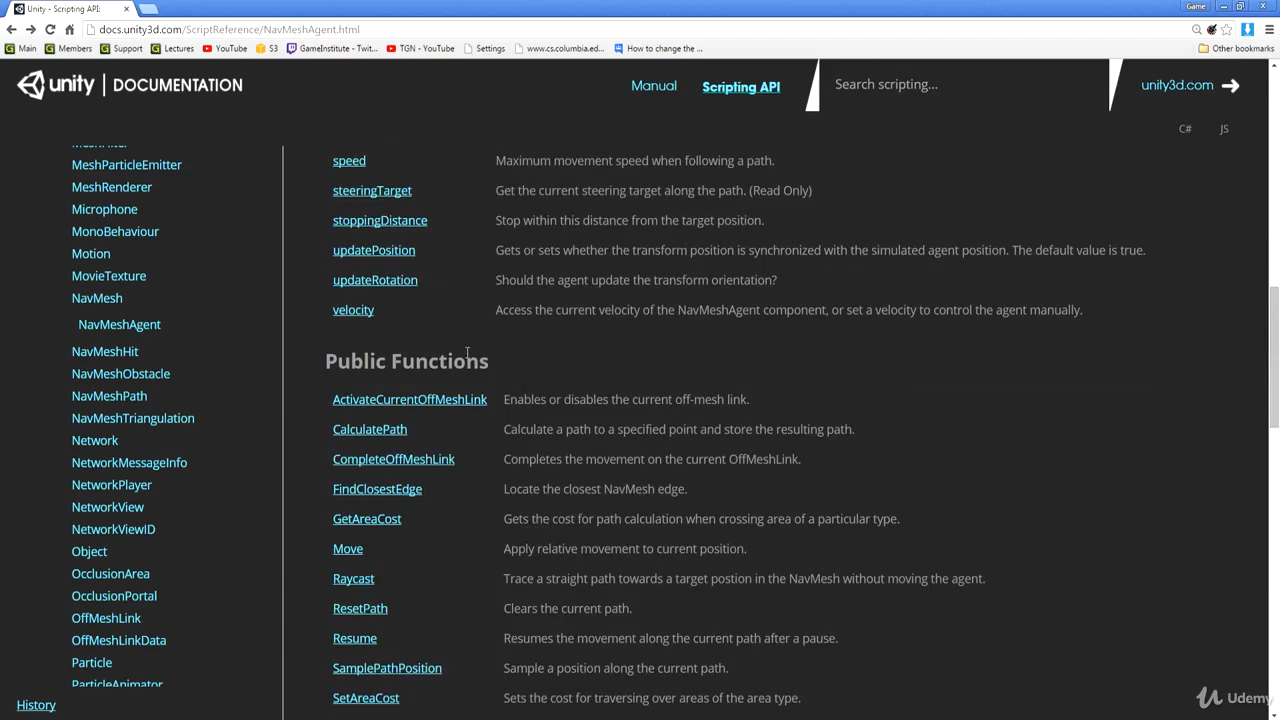 Unity - Scripting API:
Game
docs.unity3d.com/ScriptReference/NavMeshAgent.html
Main
Members
Support
Lectures
YouTube
S3
GameInstitute - Twit...
TGN - YouTube
Settings
www.cs.columbia.ed...
How to change the ...
Other bookmarks
unity DOCUMENTATION
Manual
Scripting API
Search scripting...
unity3d.com
C#
JS
MeshParticleEmitter
MeshRenderer
Microphone
MonoBehaviour
Motion
MovieTexture
NavMesh
NavMeshAgent
NavMeshHit
NavMeshObstacle
NavMeshPath
NavMeshTriangulation
Network
NetworkMessageInfo
NetworkPlayer
NetworkView
NetworkViewID
Object
OcclusionArea
OcclusionPortal
OffMeshLink
OffMeshLinkData
Particle
ParticleAnimator
History
speed Maximum movement speed when following a path.
steeringTarget Get the current steering target along the path. (Read Only)
stoppingDistance Stop within this distance from the target position.
updatePosition Gets or sets whether the transform position is synchronized with the simulated agent position. The default value is true.
updateRotation Should the agent update the transform orientation?
velocity Access the current velocity of the NavMeshAgent component, or set a velocity to control the agent manually.
Public Functions
ActivateCurrentOffMeshLink Enables or disables the current off-mesh link.
CalculatePath Calculate a path to a specified point and store the resulting path.
CompleteOffMeshLink Completes the movement on the current OffMeshLink.
FindClosestEdge Locate the closest NavMesh edge.
GetAreaCost Gets the cost for path calculation when crossing area of a particular type.
Move Apply relative movement to current position.
Raycast Trace a straight path towards a target postion in the NavMesh without moving the agent.
ResetPath Clears the current path.
Resume Resumes the movement along the current path after a pause.
SamplePathPosition Sample a position along the current path.
SetAreaCost Sets the cost for traversing over areas of the area type.
Udemy